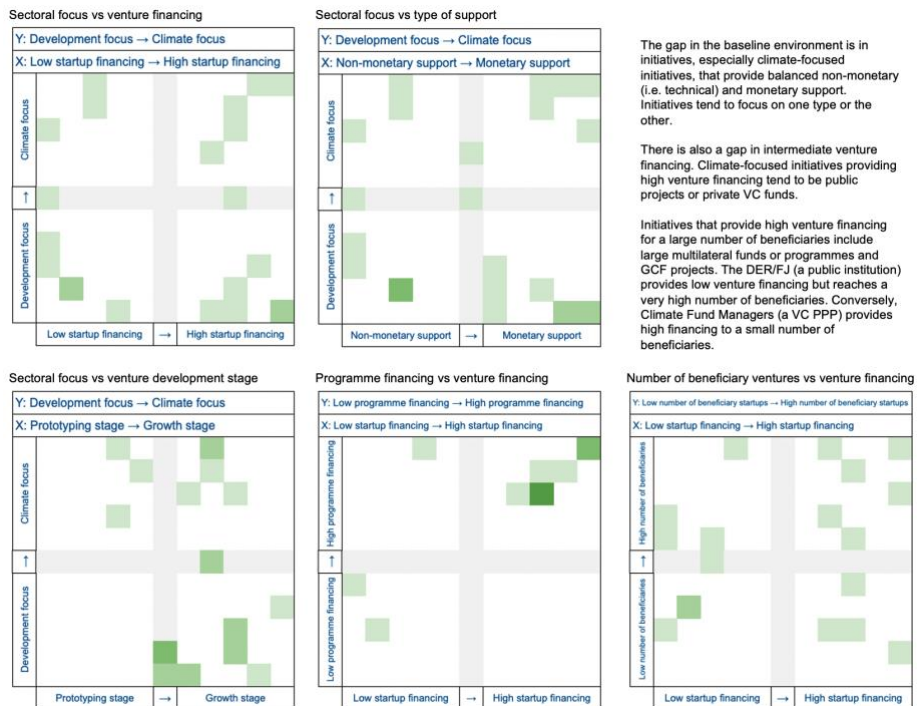 Sectoral focus vs venture financing
Y: Development focus → Climate focus
X: Low startup financing → High startup financing
Climate focus
↑
Development focus
Low startup financing → High startup financing
Sectoral focus vs type of support
Y: Development focus → Climate focus
X: Non-monetary support → Monetary support
Climate focus
↑
Development focus
Non-monetary support → Monetary support
The gap in the baseline environment is in
initiatives, especially climate-focused
initiatives, that provide balanced non-monetary
(i.e. technical) and monetary support.
Initiatives tend to focus on one type or the
other.
There is also a gap in intermediate venture
financing. Climate-focused initiatives providing
high venture financing tend to be public
projects or private VC funds.
Initiatives that provide high venture financing
for a large number of beneficiaries include
large multilateral funds or programmes and
GCF projects. The DER/FJ (a public institution)
provides low venture financing but reaches a
very high number of beneficiaries. Conversely,
Climate Fund Managers (a VC PPP) provides
high financing to a small number of
beneficiaries.
Sectoral focus vs venture development stage
Y: Development focus → Climate focus
X: Prototyping stage → Growth stage
Climate focus
↑
Development focus
Prototyping stage → Growth stage
Programme financing vs venture financing
Y: Low programme financing → High programme financing
X: Low startup financing → High startup financing
High programme financing
↑
Low programme financing
Low startup financing → High startup financing
Number of beneficiary ventures vs venture financing
Y: Low number of beneficiary startups → High number of beneficiary startups
X: Low startup financing → High startup financing
High number of beneficiaries
↑
Low number of beneficiaries
Low startup financing → High startup financing